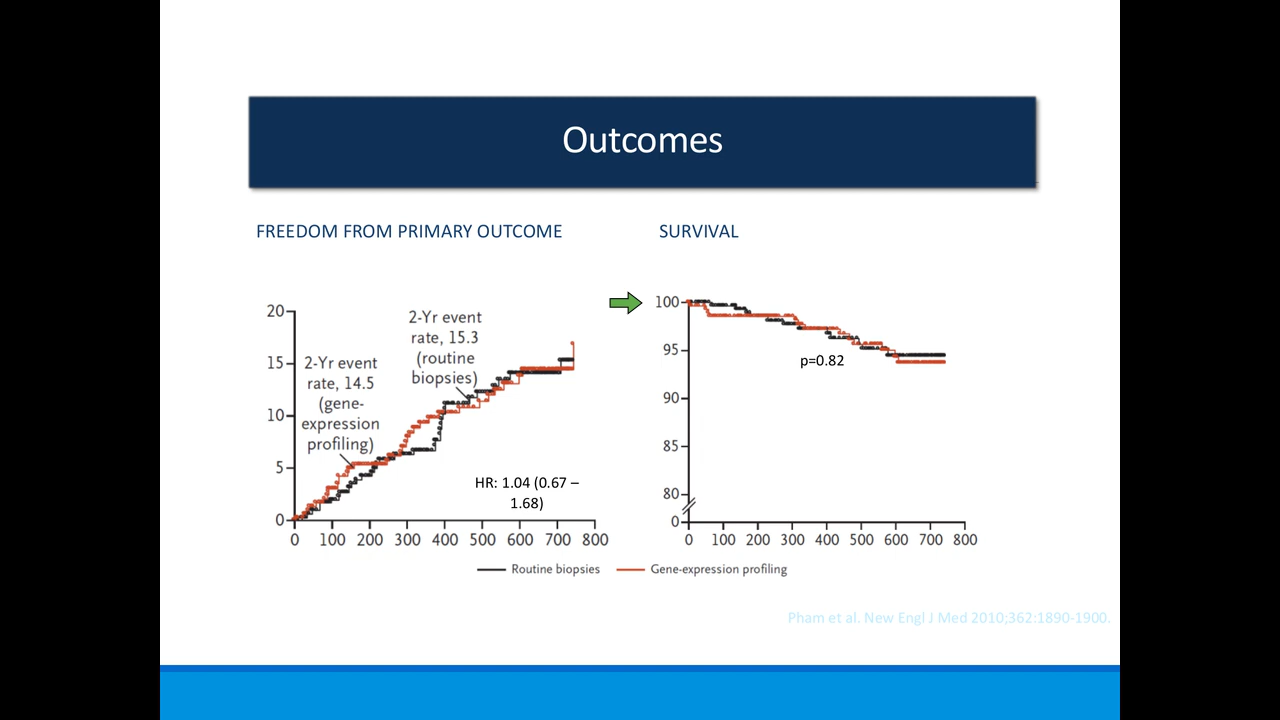 Outcomes
FREEDOM FROM PRIMARY OUTCOME
SURVIVAL
20
15
10
5
0
2-Yr event
rate, 14.5
(gene-
expression
profiling)
2-Yr event
rate, 15.3
(routine
biopsies)
HR: 1.04 (0.67 –
1.68)
0 100 200 300 400 500 600 700 800
100
95
90
85
80
0
p=0.82
0 100 200 300 400 500 600 700 800
Routine biopsies Gene-expression profiling
Pham et al. New Engl J Med 2010;362:1890-1900.